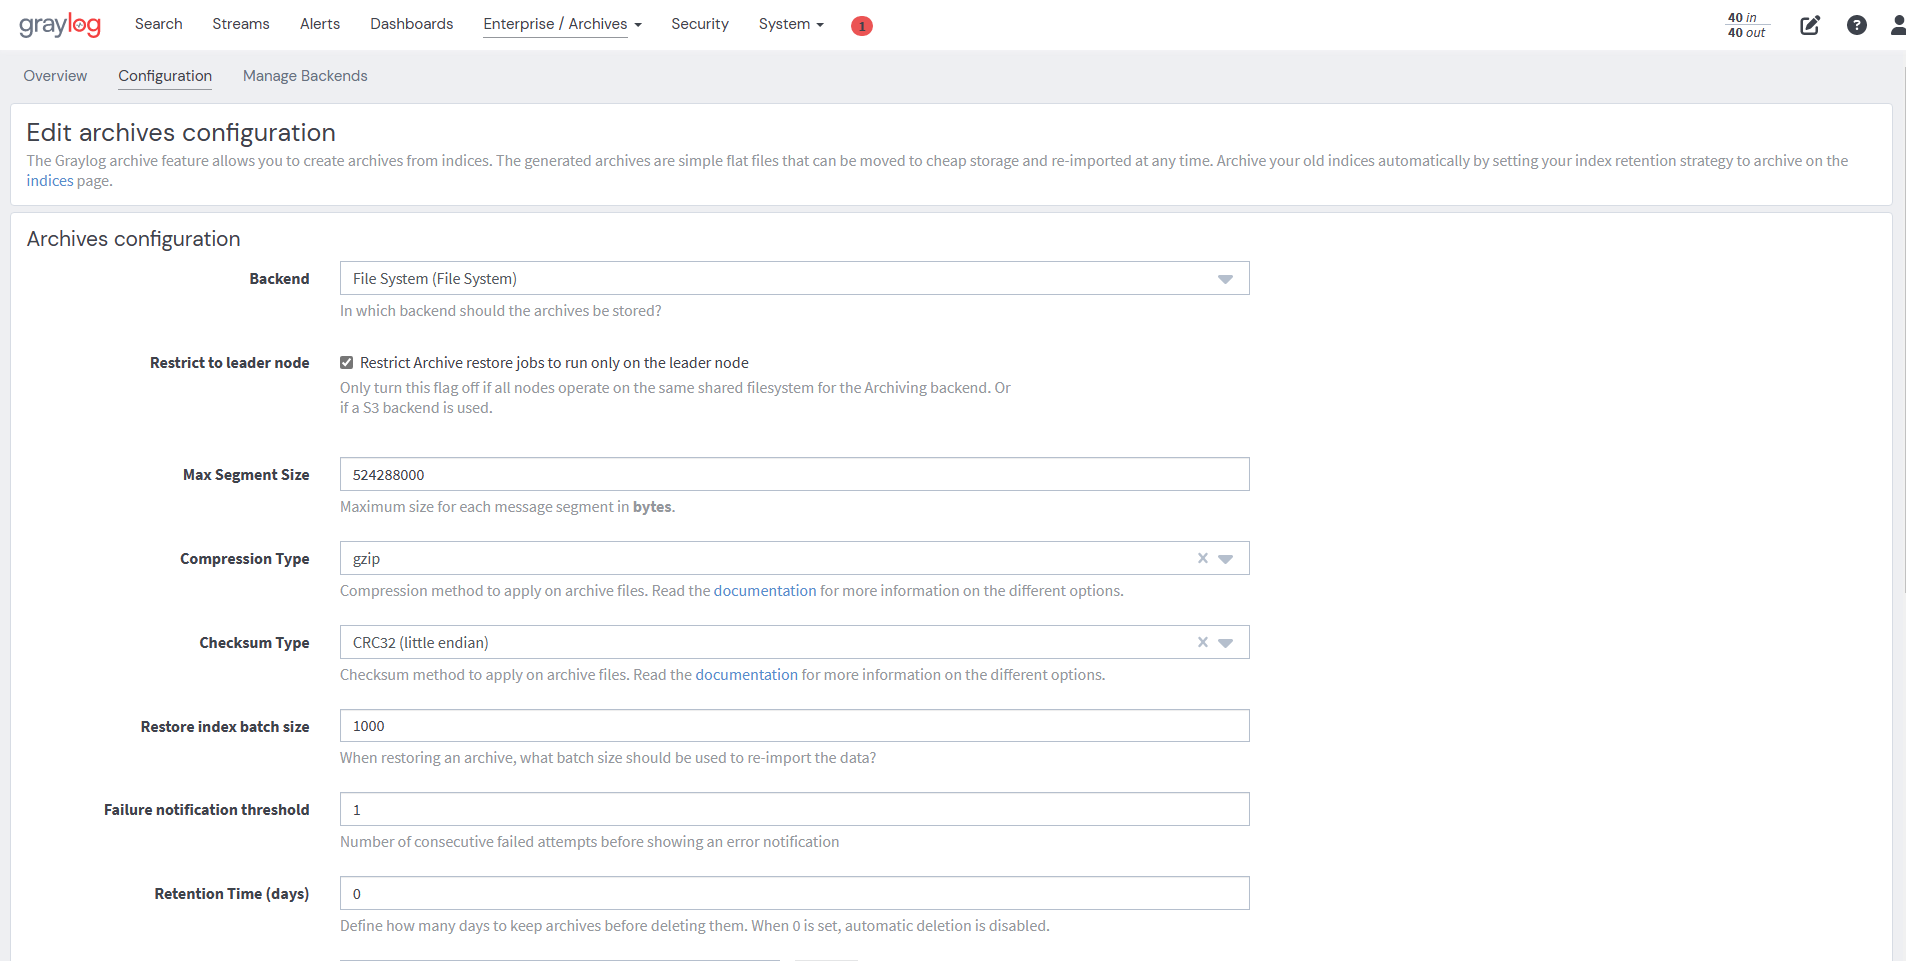 graylog Search Streams Alerts Dashboards Enterprise / Archives Security System 1 40 in
40 out
Overview Configuration Manage Backends
Edit archives configuration
The Graylog archive feature allows you to create archives from indices. The generated archives are simple flat files that can be moved to cheap storage and re-imported at any time. Archive your old indices automatically by setting your index retention strategy to archive on the
indices page.
Archives configuration
Backend File System (File System)
In which backend should the archives be stored?
Restrict to leader node Restrict Archive restore jobs to run only on the leader node
Only turn this flag off if all nodes operate on the same shared filesystem for the Archiving backend. Or
if a S3 backend is used.
Max Segment Size 524288000
Maximum size for each message segment in bytes.
Compression Type gzip
Compression method to apply on archive files. Read the documentation for more information on the different options.
Checksum Type CRC32 (little endian)
Checksum method to apply on archive files. Read the documentation for more information on the different options.
Restore index batch size 1000
When restoring an archive, what batch size should be used to re-import the data?
Failure notification threshold 1
Number of consecutive failed attempts before showing an error notification
Retention Time (days) 0
Define how many days to keep archives before deleting them. When 0 is set, automatic deletion is disabled.